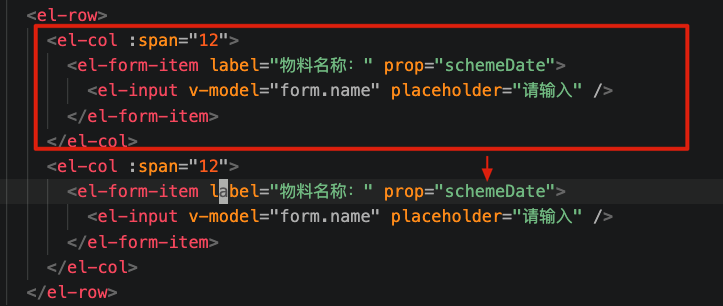 <el-row>
<el-col :span="12">
<el-form-item label="物料名称：" prop="schemeDate">
<el-input v-model="form.name" placeholder="请输入" />
</el-form-item>
</el-col>
<el-col :span="12">
<el-form-item label="物料名称：" prop="schemeDate">
<el-input v-model="form.name" placeholder="请输入" />
</el-form-item>
</el-col>
</el-row>